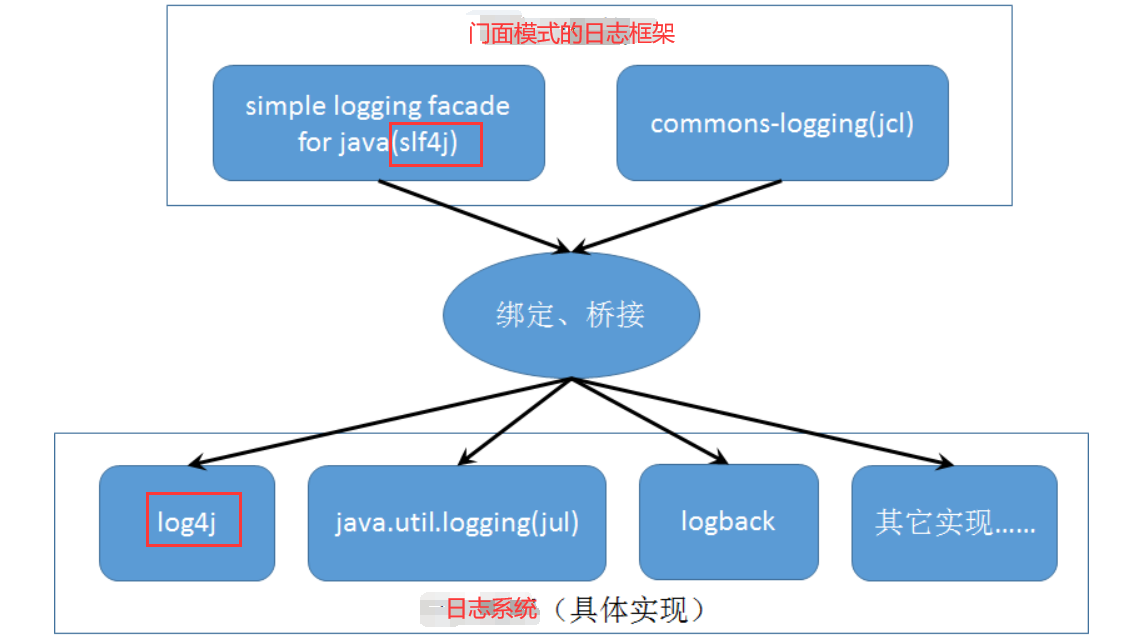 门面模式的日志框架
simple logging facade
for java(slf4j)
commons-logging(jcl)
绑定、桥接
log4j
java.util.logging(jul)
logback
其它实现……
日志系统（具体实现）